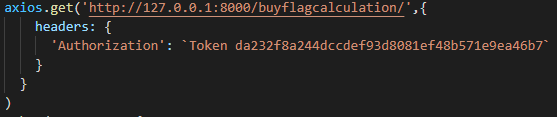 axios.get('http://127.0.0.1:8000/buyflagcalculation/',{
headers: {
'Authorization': `Token da232f8a244dccdef93d8081ef48b571e9ea46b7`
}
}
)